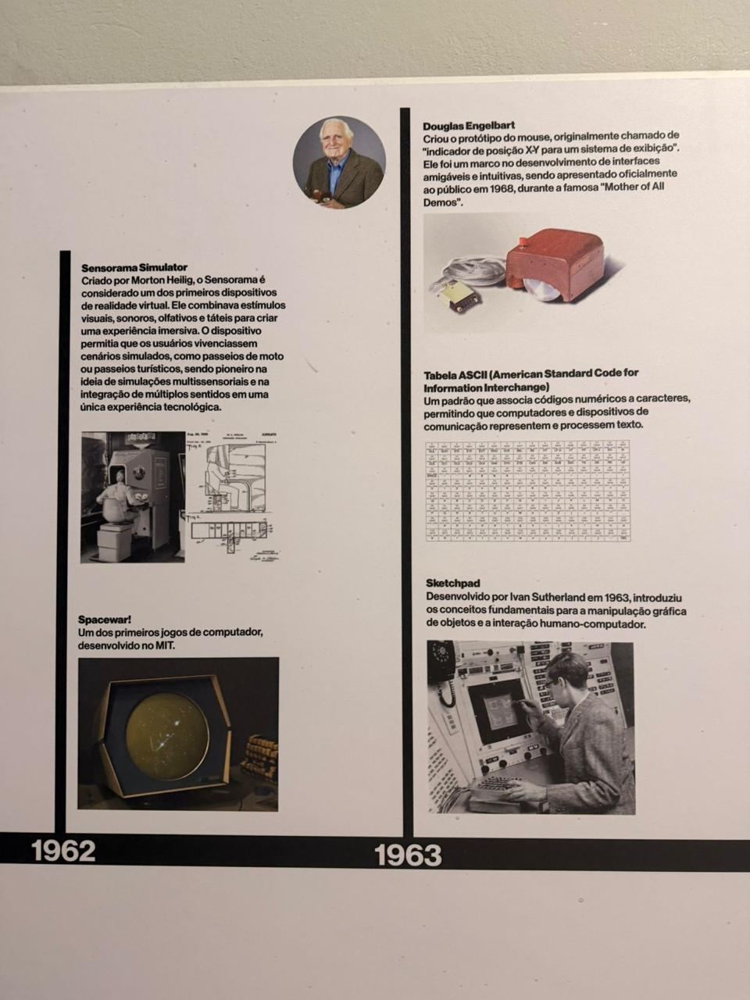 Sensorama Simulator
Criado por Morton Heilig, o Sensorama é
considerado um dos primeiros dispositivos
de realidade virtual. Ele combinava estímulos
visuais, sonoros, olfativos e táteis para criar
uma experiência imersiva. O dispositivo
permitia que os usuários vivenciassem
cenários simulados, como passeios de moto
ou passeios turísticos, sendo pioneiro na
ideia de simulações multissensoriais e na
integração de múltiplos sentidos em uma
única experiência tecnológica.
sensorama
Spacewar!
Um dos primeiros jogos de computador,
desenvolvido no MIT.
1962
Douglas Engelbart
Criou o protótipo do mouse, originalmente chamado de
"indicador de posição X-Y para um sistema de exibição".
Ele foi um marco no desenvolvimento de interfaces
amigáveis e intuitivas, sendo apresentado oficialmente
ao público em 1968, durante a famosa "Mother of All
Demos".
Tabela ASCII (American Standard Code for
Information Interchange)
Um padrão que associa códigos numéricos a caracteres,
permitindo que computadores e dispositivos de
comunicação representem e processem texto.
Sketchpad
Desenvolvido por Ivan Sutherland em 1963, introduziu
os conceitos fundamentais para a manipulação gráfica
de objetos e a interação humano-computador.
1963